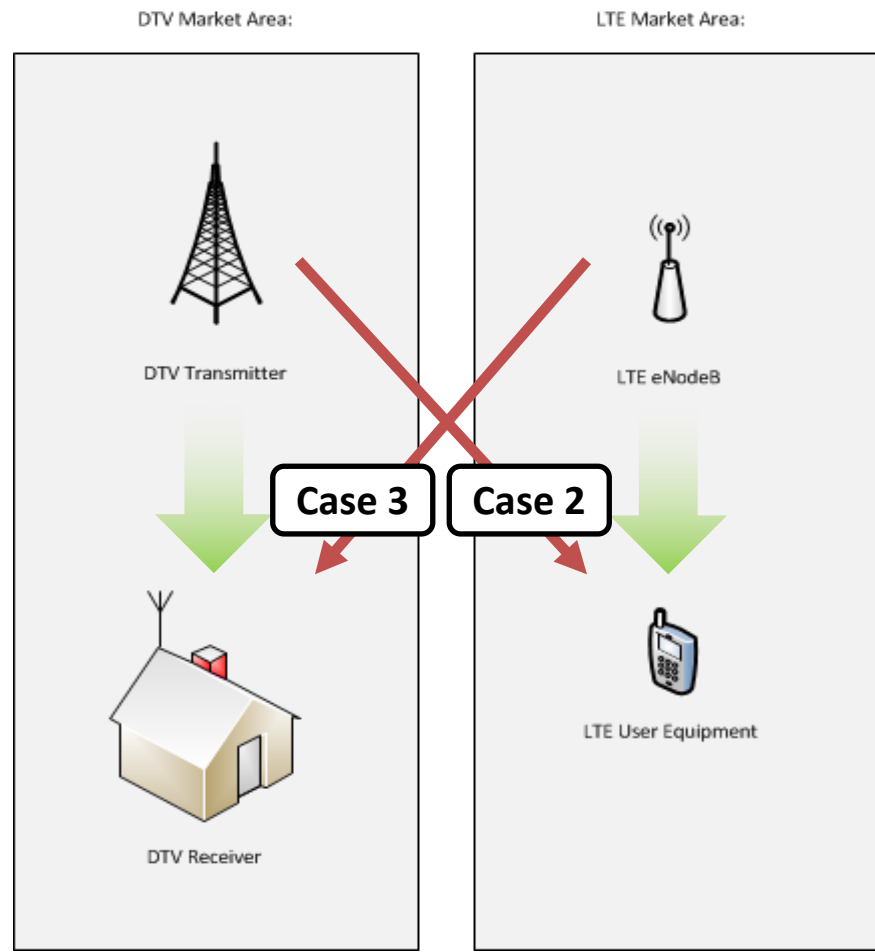 DTV Market Area:
LTE Market Area:
DTV Transmitter
LTE eNodeB
Case 3
Case 2
LTE User Equipment
DTV Receiver